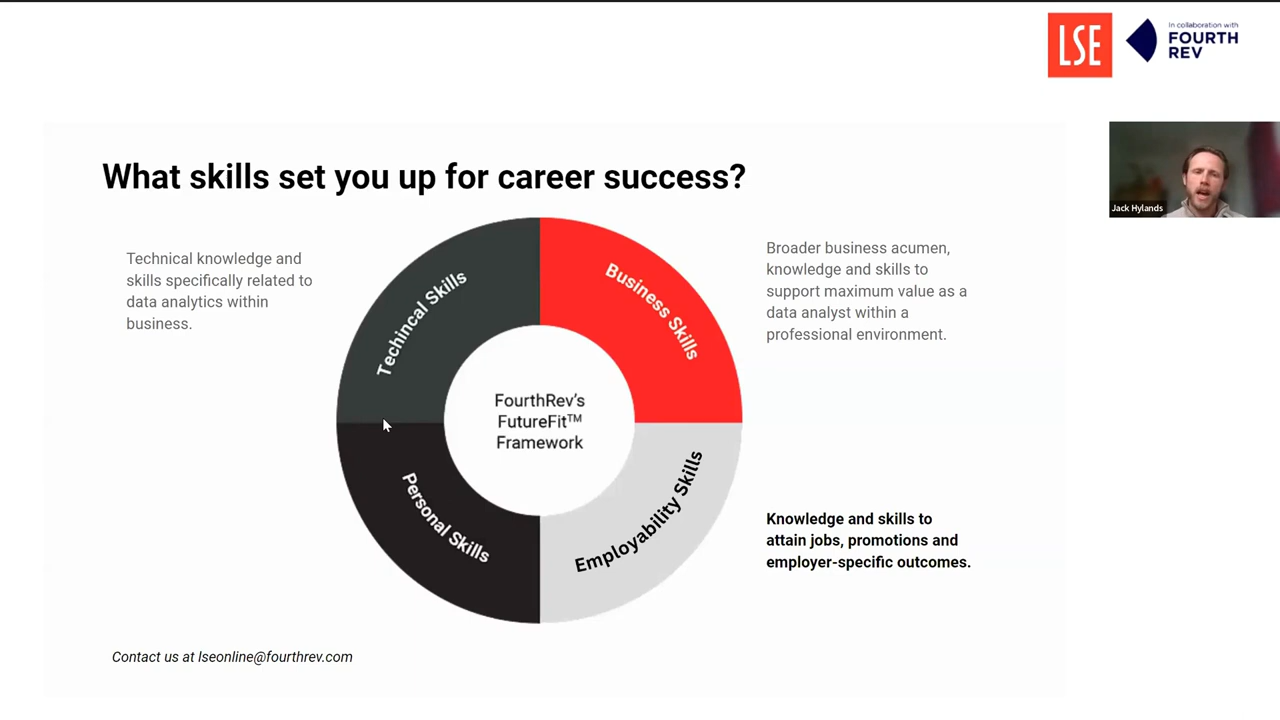 LSE
In collaboration with
FOURTH
REV
Jack Hylands
What skills set you up for career success?
Technical knowledge and
skills specifically related to
data analytics within
business.
Broader business acumen,
knowledge and skills to
support maximum value as a
data analyst within a
professional environment.
Techincal Skills
Business Skills
FourthRev's
FutureFit™
Framework
Personal Skills
Employability Skills
Knowledge and skills to
attain jobs, promotions and
employer-specific outcomes.
Contact us at lseonline@fourthrev.com